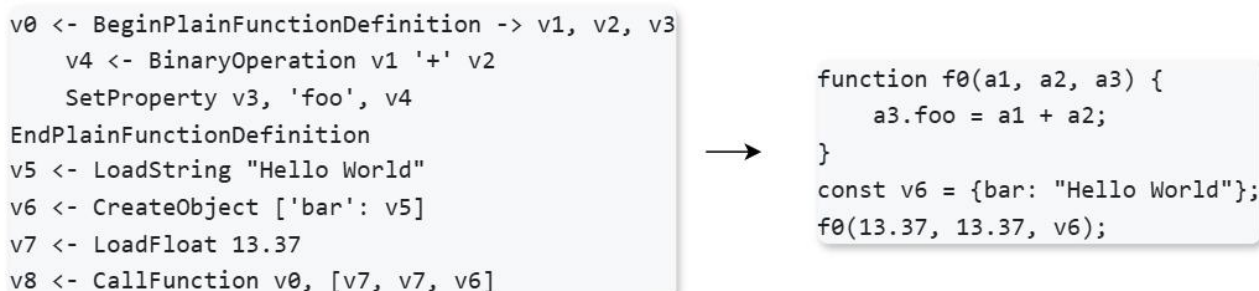 v0 <- BeginPlainFunctionDefinition -> v1, v2, v3
    v4 <- BinaryOperation v1 '+' v2
    SetProperty v3, 'foo', v4
EndPlainFunctionDefinition
v5 <- LoadString "Hello World"
v6 <- CreateObject ['bar': v5]
v7 <- LoadFloat 13.37
v8 <- CallFunction v0, [v7, v7, v6]
function f0(a1, a2, a3) {
    a3.foo = a1 + a2;
}
const v6 = {bar: "Hello World"};
f0(13.37, 13.37, v6);